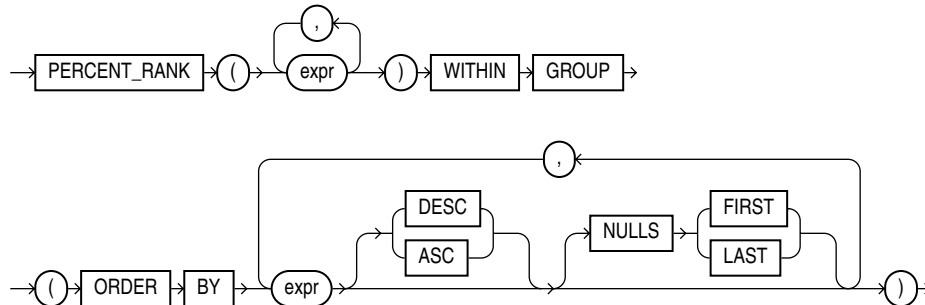 ,
PERCENT_RANK ( expr ) WITHIN GROUP
,
DESC FIRST
NULLS
ASC LAST
( ORDER BY expr )